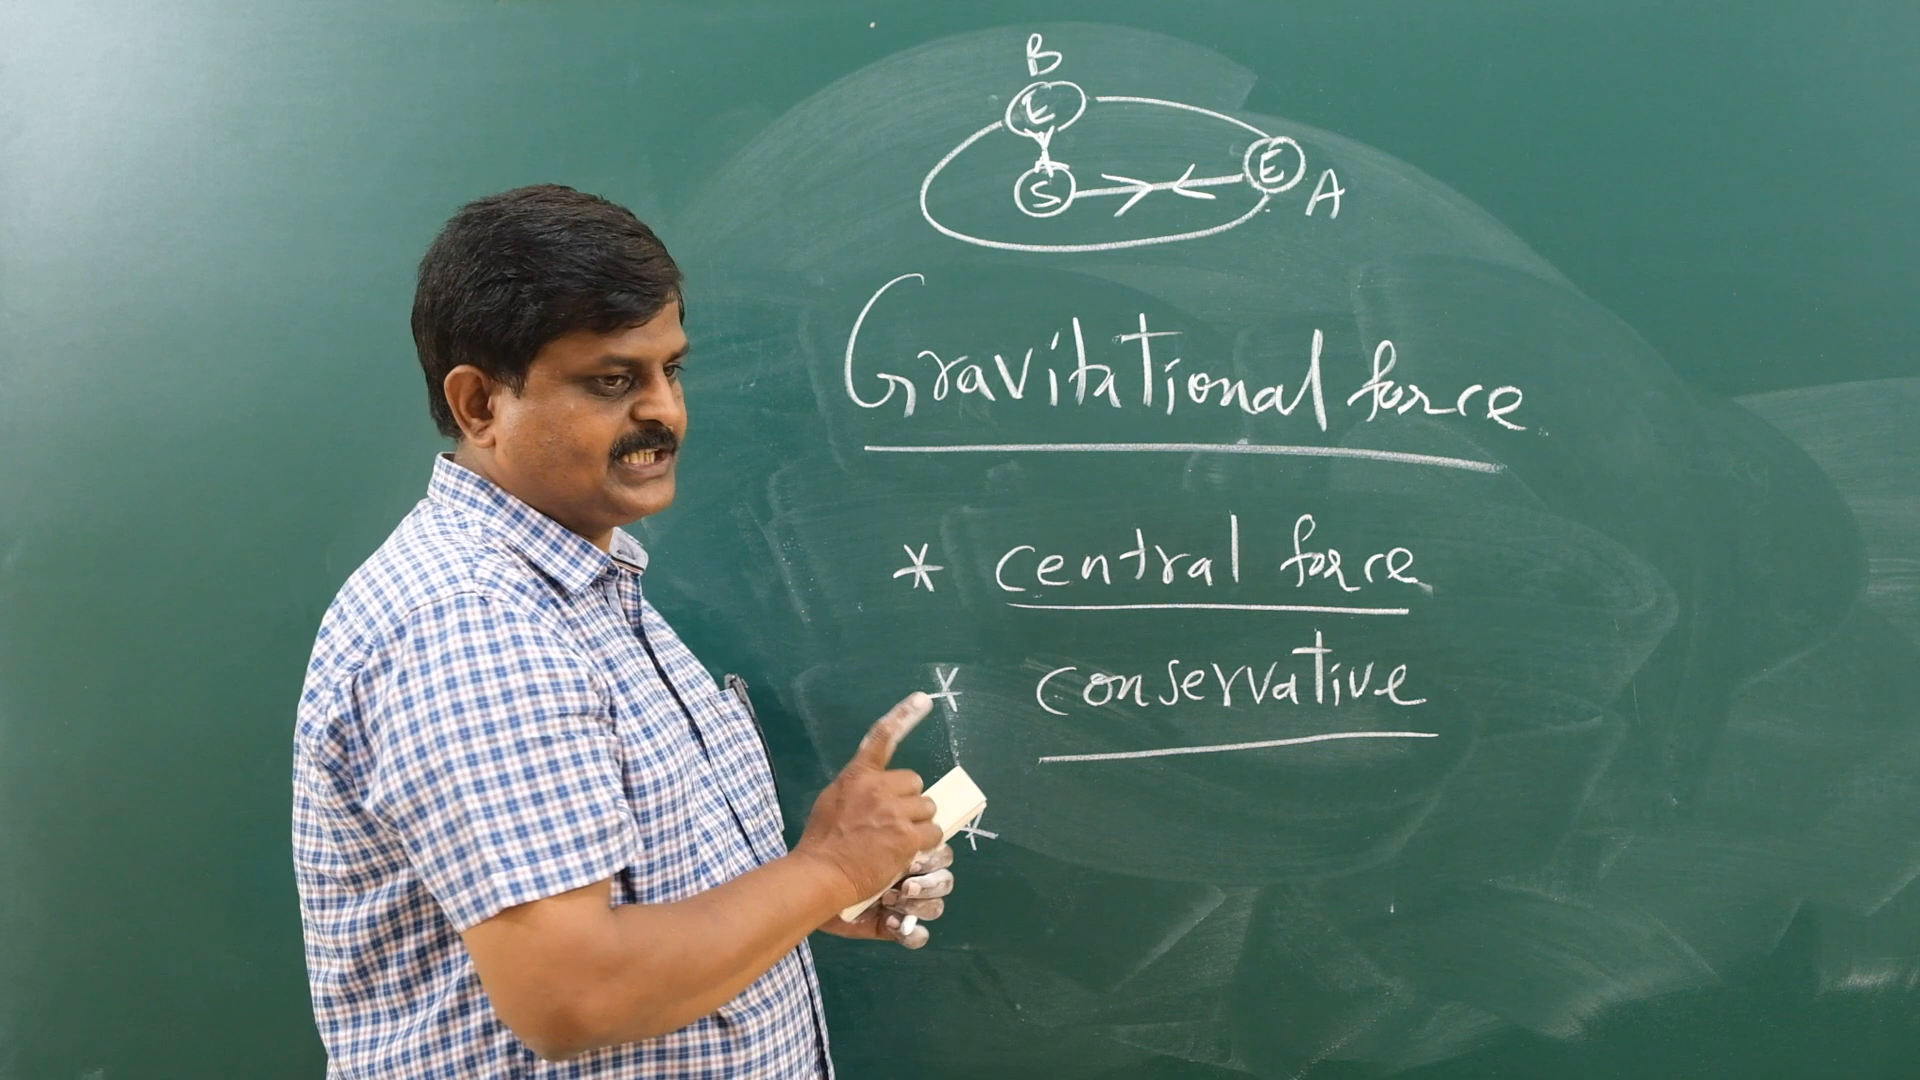 B
E
E
S
A
Gravitational force
* central force
* conservative
*